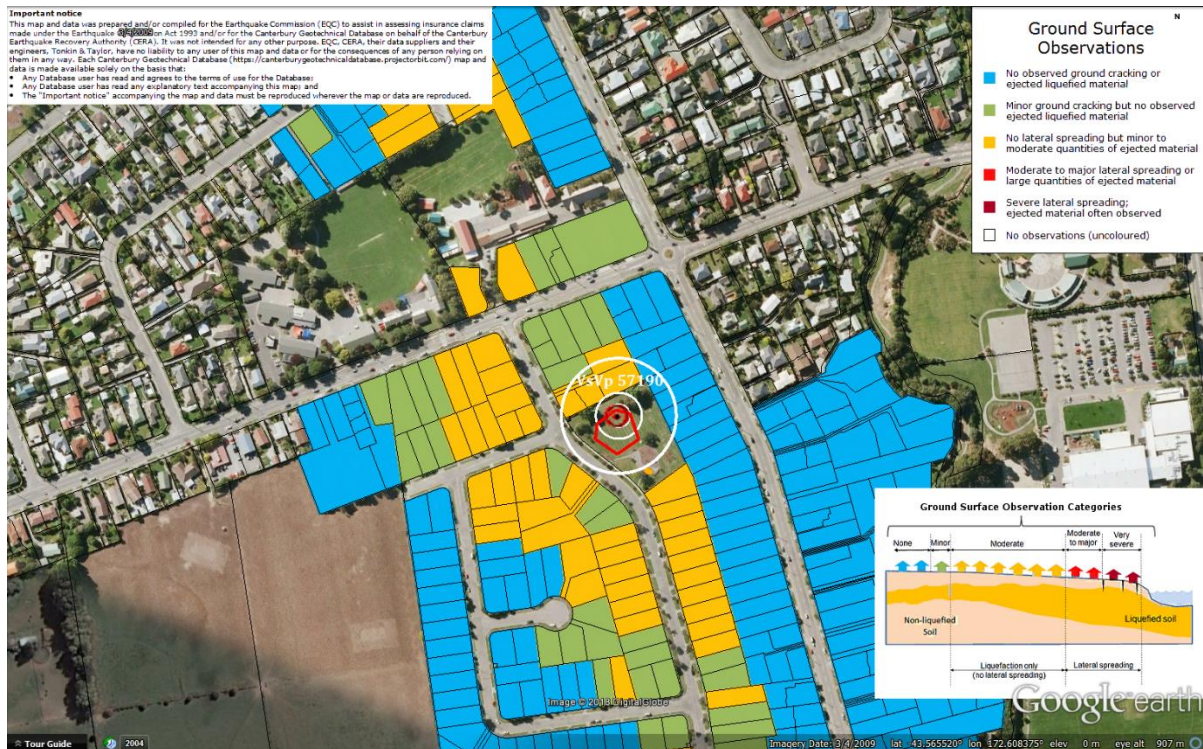 Important notice
This map and data was prepared and/or compiled for the Earthquake Commission (EQC) to assist in assessing insurance claims
made under the Earthquake on Act 1993 and/or for the Canterbury Geotechnical Database on behalf of the Canterbury
Earthquake Recovery Authority (CERA). It was not intended for any other purpose. EQC, CERA, their data suppliers and their
engineers, Tonkin & Taylor, have no liability to any user of this map and data or for the consequences of any person relying on
them in any way. Each Canterbury Geotechnical Database (https://canterburygeotechnicaldatabase.projectorbit.com/) map and
data is made available solely on the basis that:
• Any Database user has read and agrees to the terms of use for the Database;
• Any Database user has read any explanatory text accompanying this map; and
• The "Important notice" accompanying the map and data must be reproduced wherever the map or data are reproduced.
N
Ground Surface
Observations
No observed ground cracking or
ejected liquefied material
Minor ground cracking but no observed
ejected liquefied material
No lateral spreading but minor to
moderate quantities of ejected material
Moderate to major lateral spreading or
large quantities of ejected material
Severe lateral spreading;
ejected material often observed
No observations (uncoloured)
VsVp 57190
Ground Surface Observation Categories
None
Minor
Moderate
Moderate
to major
Very
severe
Non-liquefied
Soil
Liquefied soil
Liquefaction only
(no lateral spreading)
Lateral spreading
Image © 2013 DigitalGlobe
Google earth
Tour Guide
2004
Imagery Date: 3/4/2009 lat -43.565520° lon 172.608375° elev 0 m eye alt 907 m